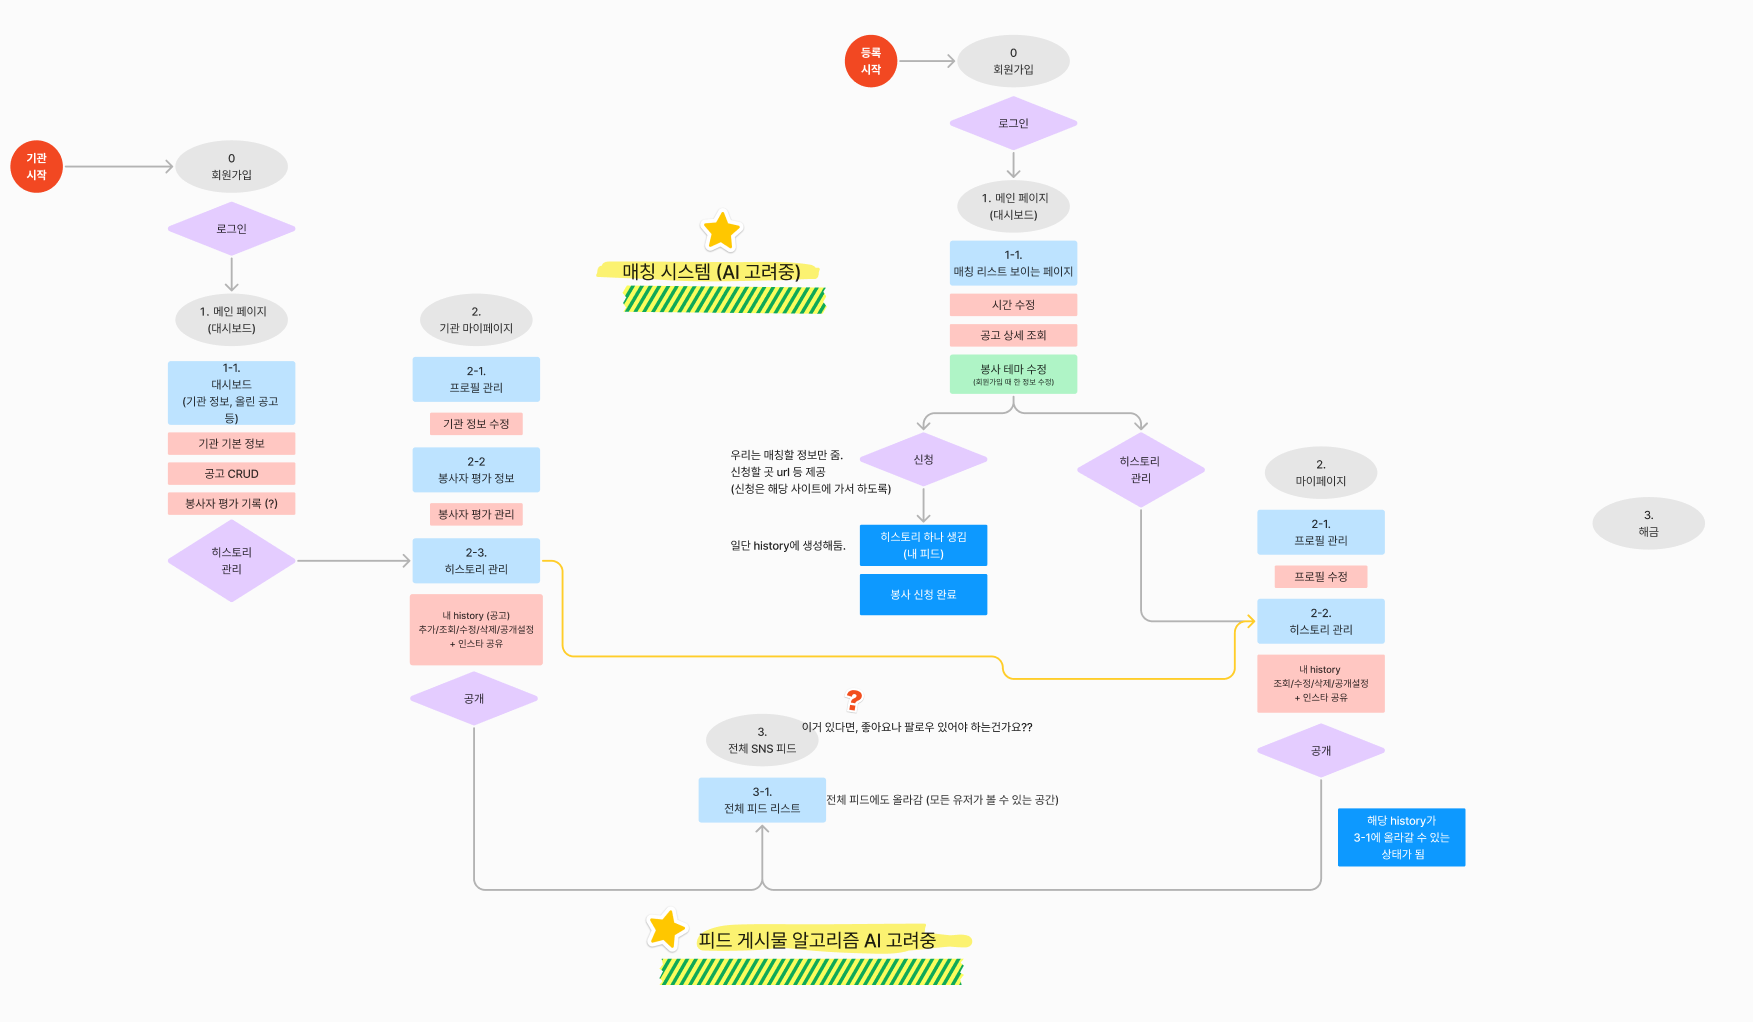 등록
시작
0
회원가입
로그인
1. 메인 페이지
(대시보드)
1-1.
매칭 리스트 보이는 페이지
시간 수정
공고 상세 조회
봉사 테마 수정
(회원가입 때 한 정보 수정)
기관
시작
0
회원가입
로그인
1. 메인 페이지
(대시보드)
1-1.
대시보드
(기관 정보, 올린 공고
등)
기관 기본 정보
공고 CRUD
봉사자 평가 기록 (?)
히스토리
관리
2.
기관 마이페이지
2-1.
프로필 관리
기관 정보 수정
2-2
봉사자 평가 정보
봉사자 평가 관리
2-3.
히스토리 관리
내 history (공고)
추가/조회/수정/삭제/공개설정
+ 인스타 공유
공개
매칭 시스템 (AI 고려중)
우리는 매칭할 정보만 줌.
신청할 곳 url 등 제공
(신청은 해당 사이트에 가서 하도록)
신청
일단 history에 생성해둠.
히스토리 하나 생김
(내 피드)
봉사 신청 완료
히스토리
관리
2.
마이페이지
2-1.
프로필 관리
프로필 수정
2-2.
히스토리 관리
내 history
조회/수정/삭제/공개설정
+ 인스타 공유
공개
해당 history가
3-1에 올라갈 수 있는
상태가 됨
3.
해금
?
이거 있다면, 좋아요나 팔로우 있어야 하는건가요??
3.
전체 SNS 피드
3-1.
전체 피드 리스트
전체 피드에도 올라감 (모든 유저가 볼 수 있는 공간)
피드 게시물 알고리즘 AI 고려중